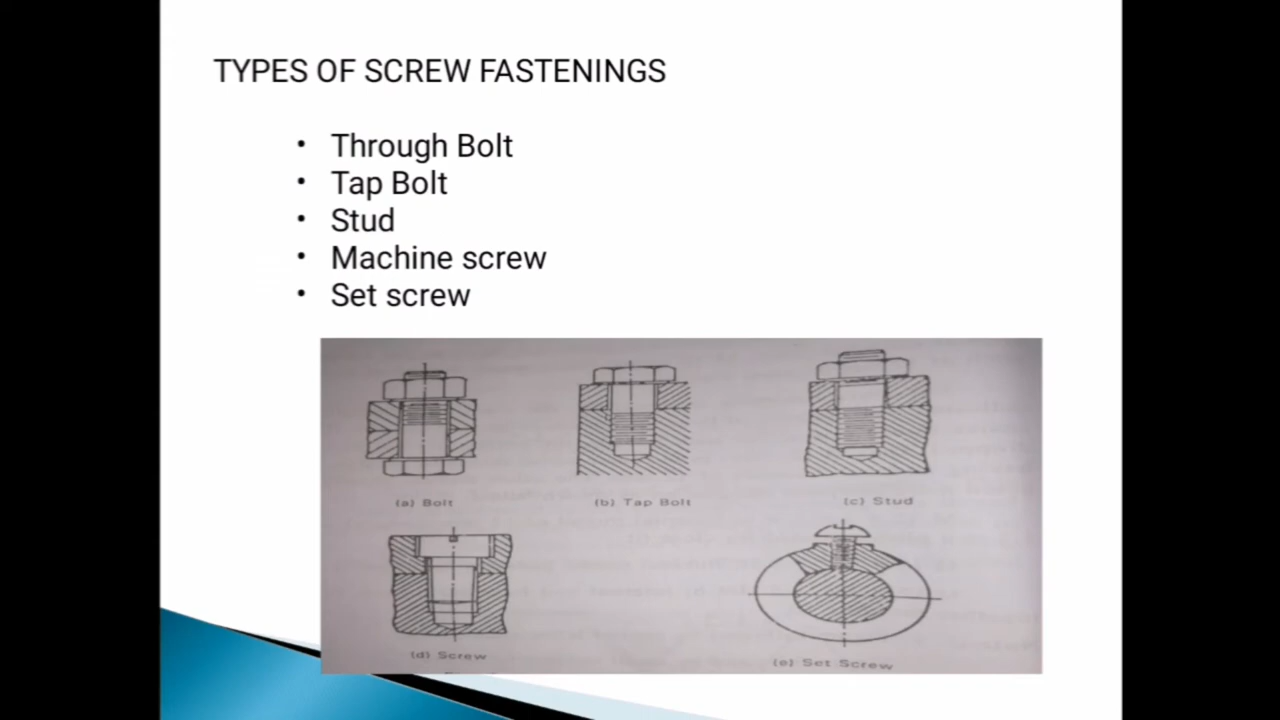 TYPES OF SCREW FASTENINGS
• Through Bolt
• Tap Bolt
• Stud
• Machine screw
• Set screw
(a) Bolt
(b) Tap Bolt
(c) Stud
(d) Screw
(e) Set Screw